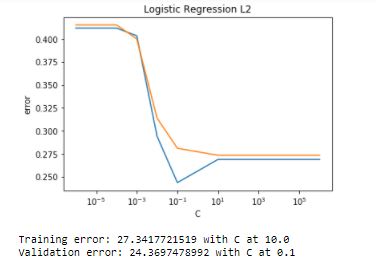 Logistic Regression L2
0.400
0.375
0.350
0.325
0.300
0.275
0.250
error
10⁻⁵ 10⁻³ 10⁻¹ 10¹ 10³ 10⁵
C
Training error: 27.3417721519 with C at 10.0
Validation error: 24.3697478992 with C at 0.1